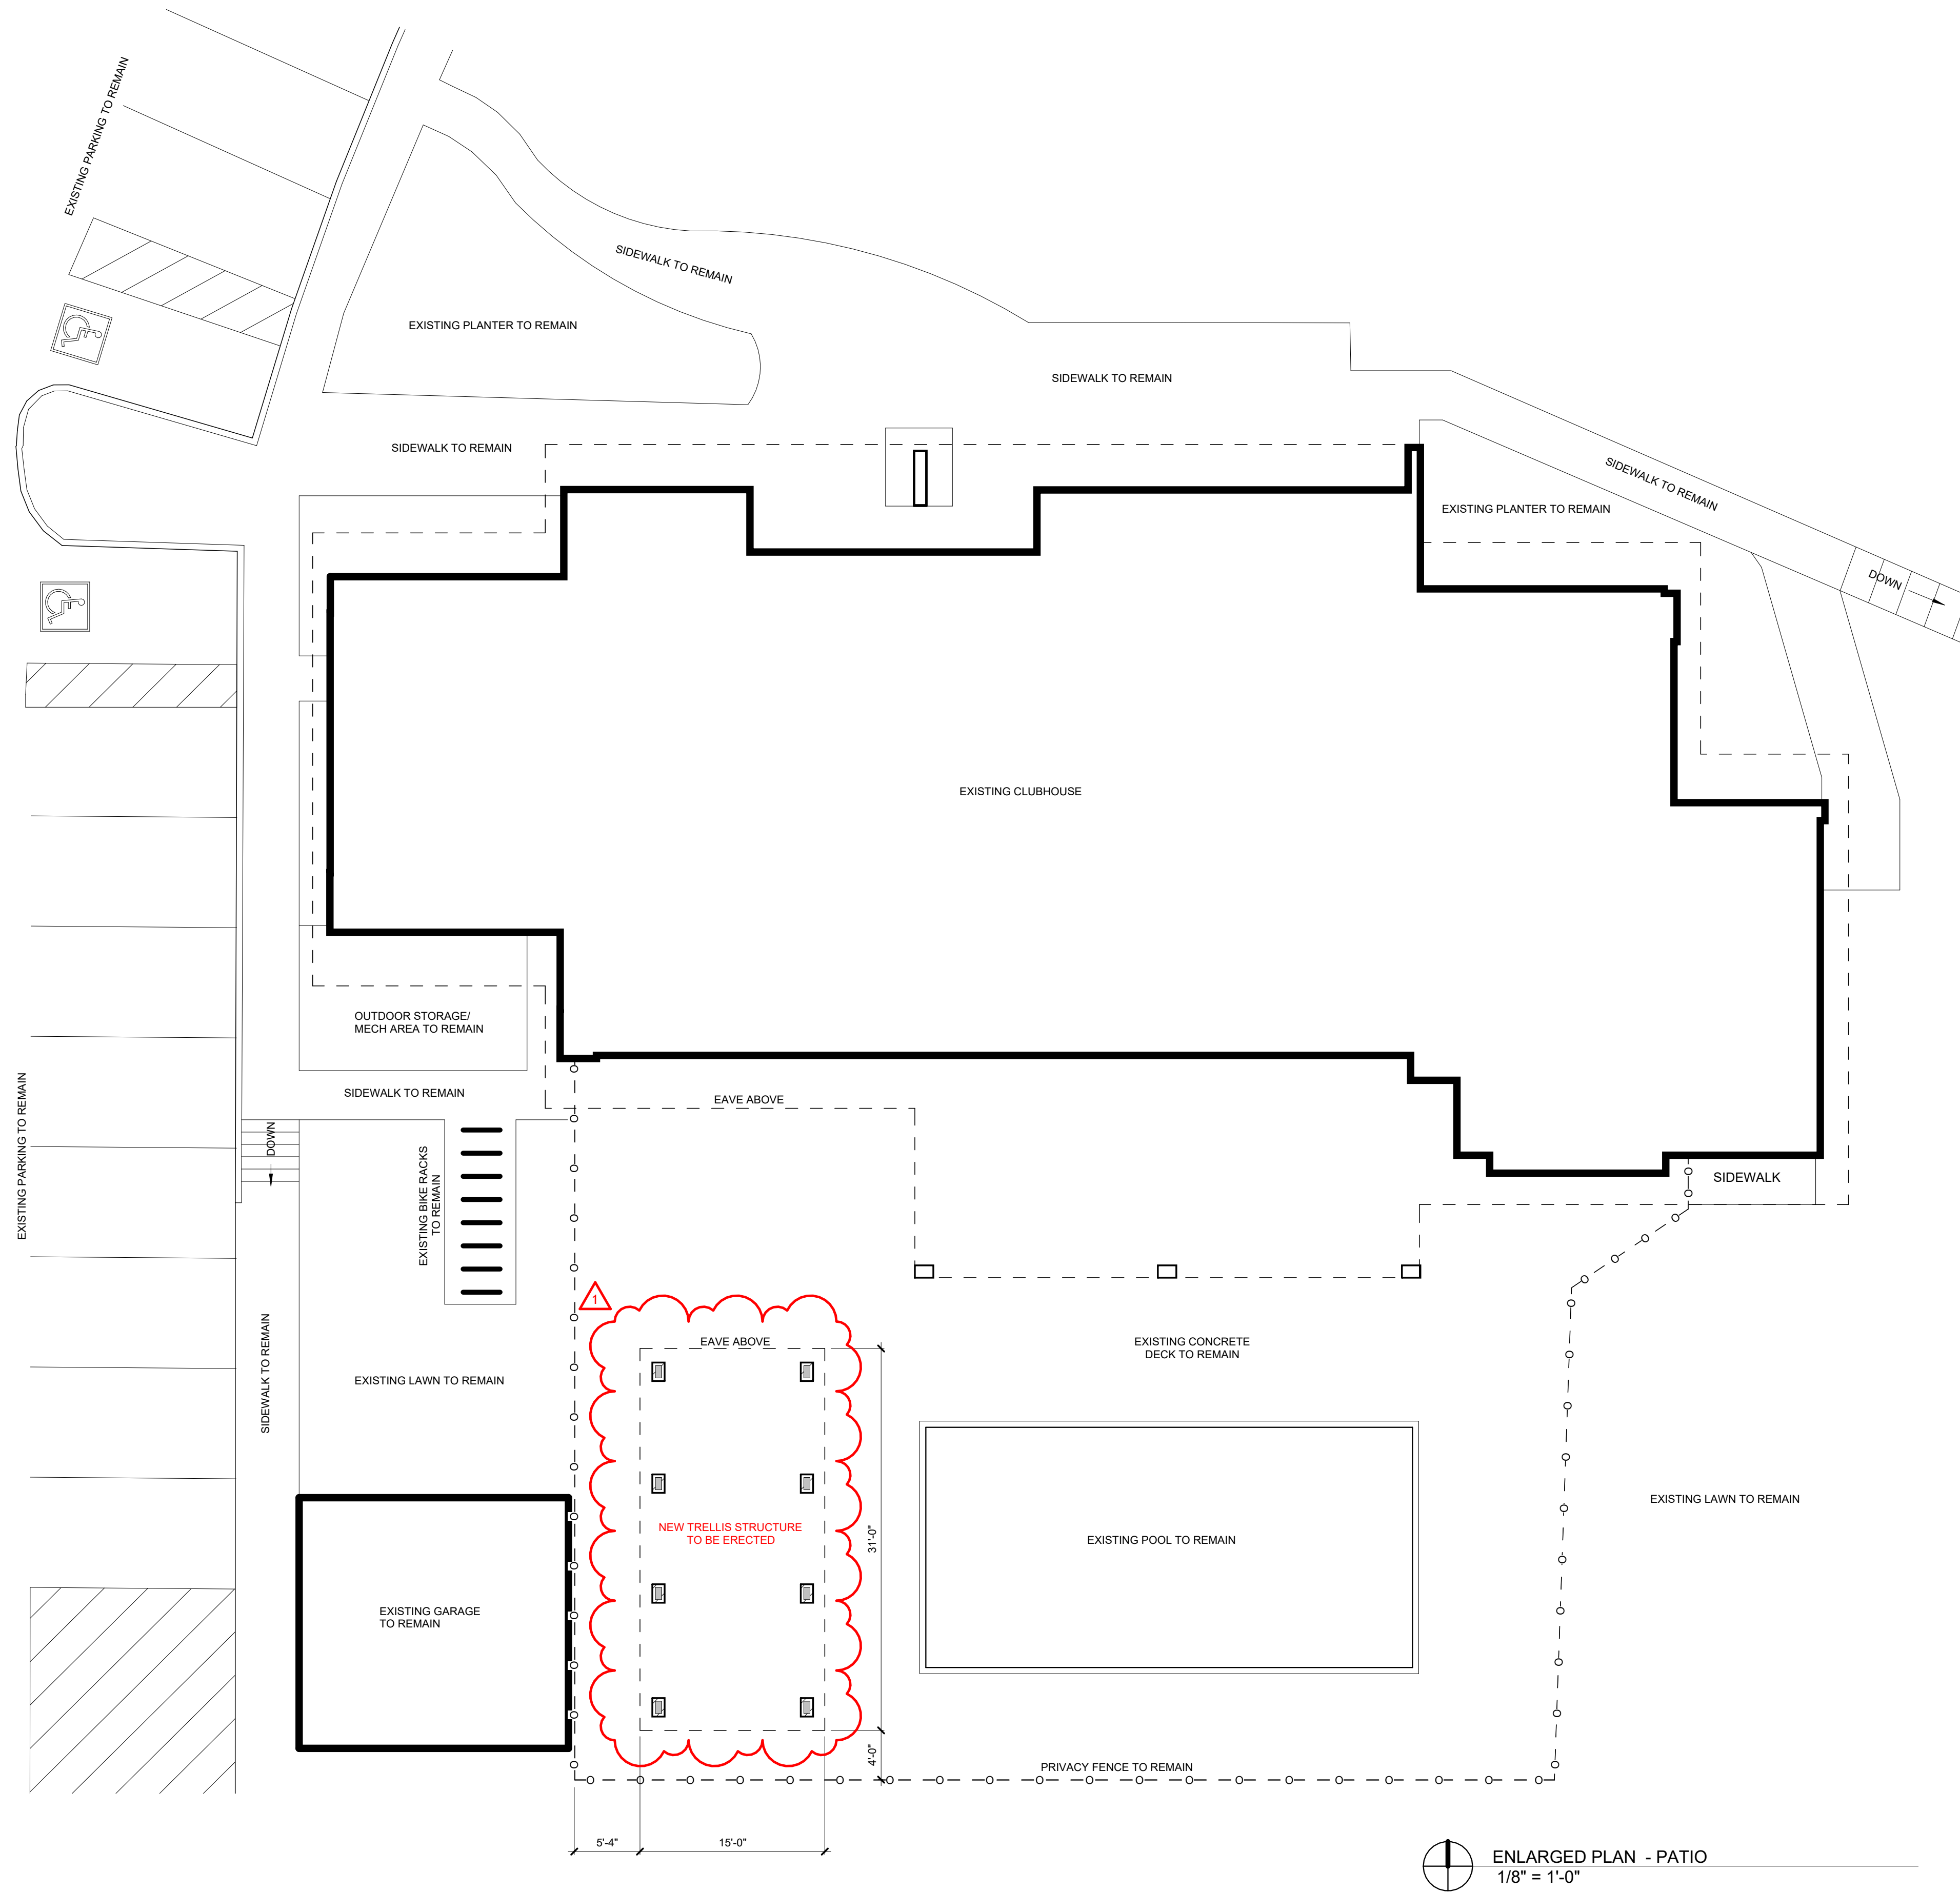 EXISTING PARKING TO REMAIN
SIDEWALK TO REMAIN
EXISTING PLANTER TO REMAIN
SIDEWALK TO REMAIN
SIDEWALK TO REMAIN
SIDEWALK TO REMAIN
EXISTING PLANTER TO REMAIN
DOWN
EXISTING CLUBHOUSE
OUTDOOR STORAGE/
MECH AREA TO REMAIN
SIDEWALK TO REMAIN
EAVE ABOVE
DOWN
EXISTING BIKE RACKS
TO REMAIN
EXISTING PARKING TO REMAIN
SIDEWALK
1
EAVE ABOVE
EXISTING CONCRETE
DECK TO REMAIN
SIDEWALK TO REMAIN
EXISTING LAWN TO REMAIN
EXISTING LAWN TO REMAIN
NEW TRELLIS STRUCTURE
TO BE ERECTED
31'-0"
EXISTING POOL TO REMAIN
EXISTING GARAGE
TO REMAIN
4'-0"
PRIVACY FENCE TO REMAIN
5'-4"
15'-0"
ENLARGED PLAN - PATIO
1/8" = 1'-0"